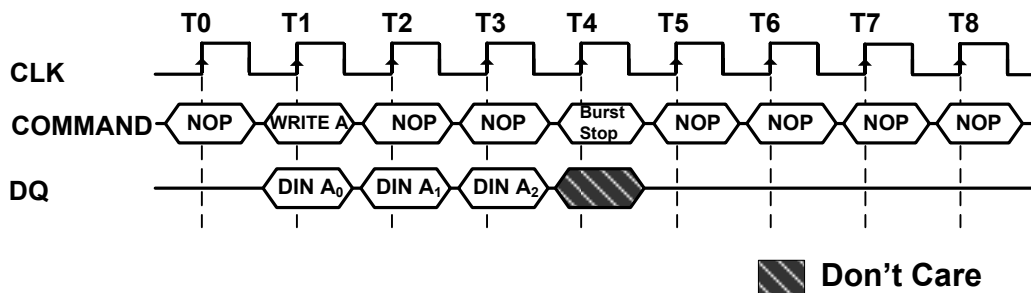 T0 T1 T2 T3 T4 T5 T6 T7 T8
CLK
COMMAND NOP WRITE A NOP NOP Burst Stop NOP NOP NOP NOP
DQ DIN A₀ DIN A₁ DIN A₂
Don't Care